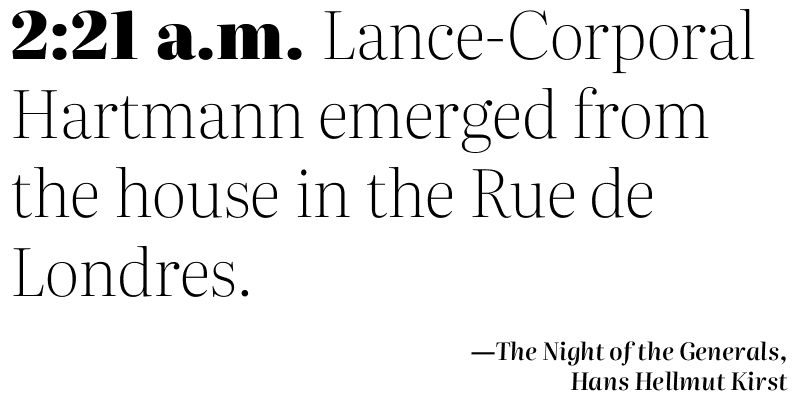 2:21 a.m. Lance-Corporal
Hartmann emerged from
the house in the Rue de
Londres.
—The Night of the Generals,
Hans Hellmut Kirst